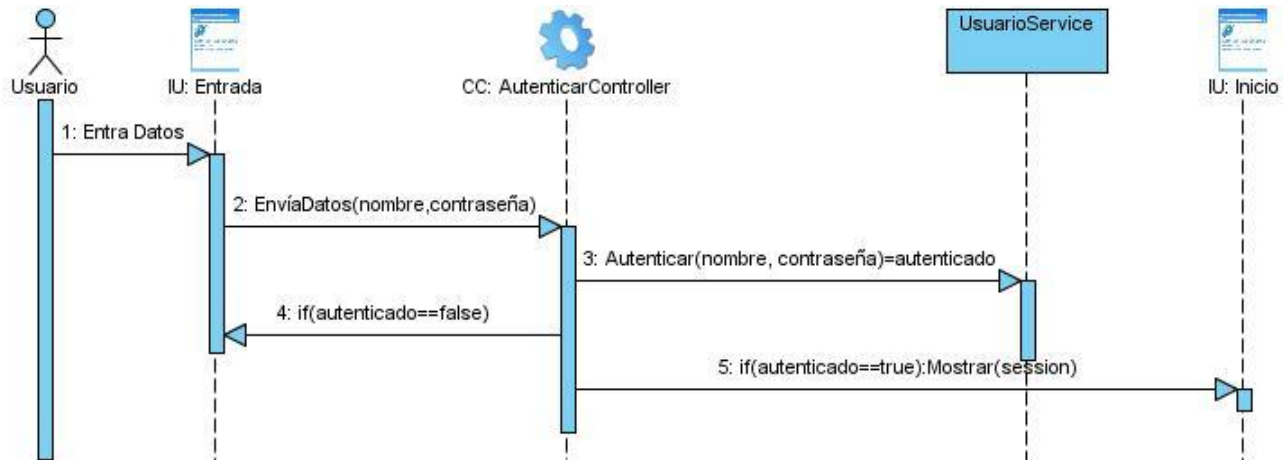 UsuarioService
Usuario
IU: Entrada
CC: AutenticarController
IU: Inicio
1: Entra Datos
2: EnvíaDatos(nombre,contraseña)
3: Autenticar(nombre, contraseña)=autenticado
4: if(autenticado==false)
5: if(autenticado==true):Mostrar(session)